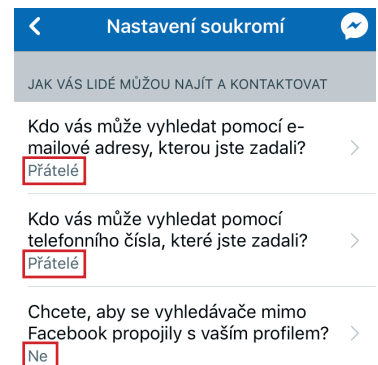 Nastavení soukromí
JAK VÁS LIDÉ MŮŽOU NAJÍT A KONTAKTOVAT
Kdo vás může vyhledat pomocí e-
mailové adresy, kterou jste zadali?
Přátelé
Kdo vás může vyhledat pomocí
telefonního čísla, které jste zadali?
Přátelé
Chcete, aby se vyhledávače mimo
Facebook propojily s vaším profilem?
Ne